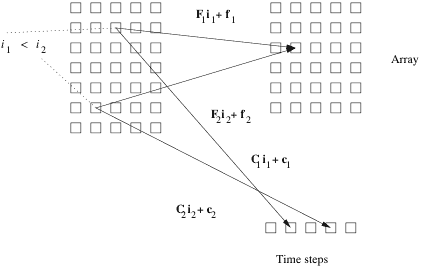 F₁i₁ + f₁
i₁ < i₂
Array
F₂i₂ + f₂
C₁i₁ + c₁
C₂i₂ + c₂
Time steps